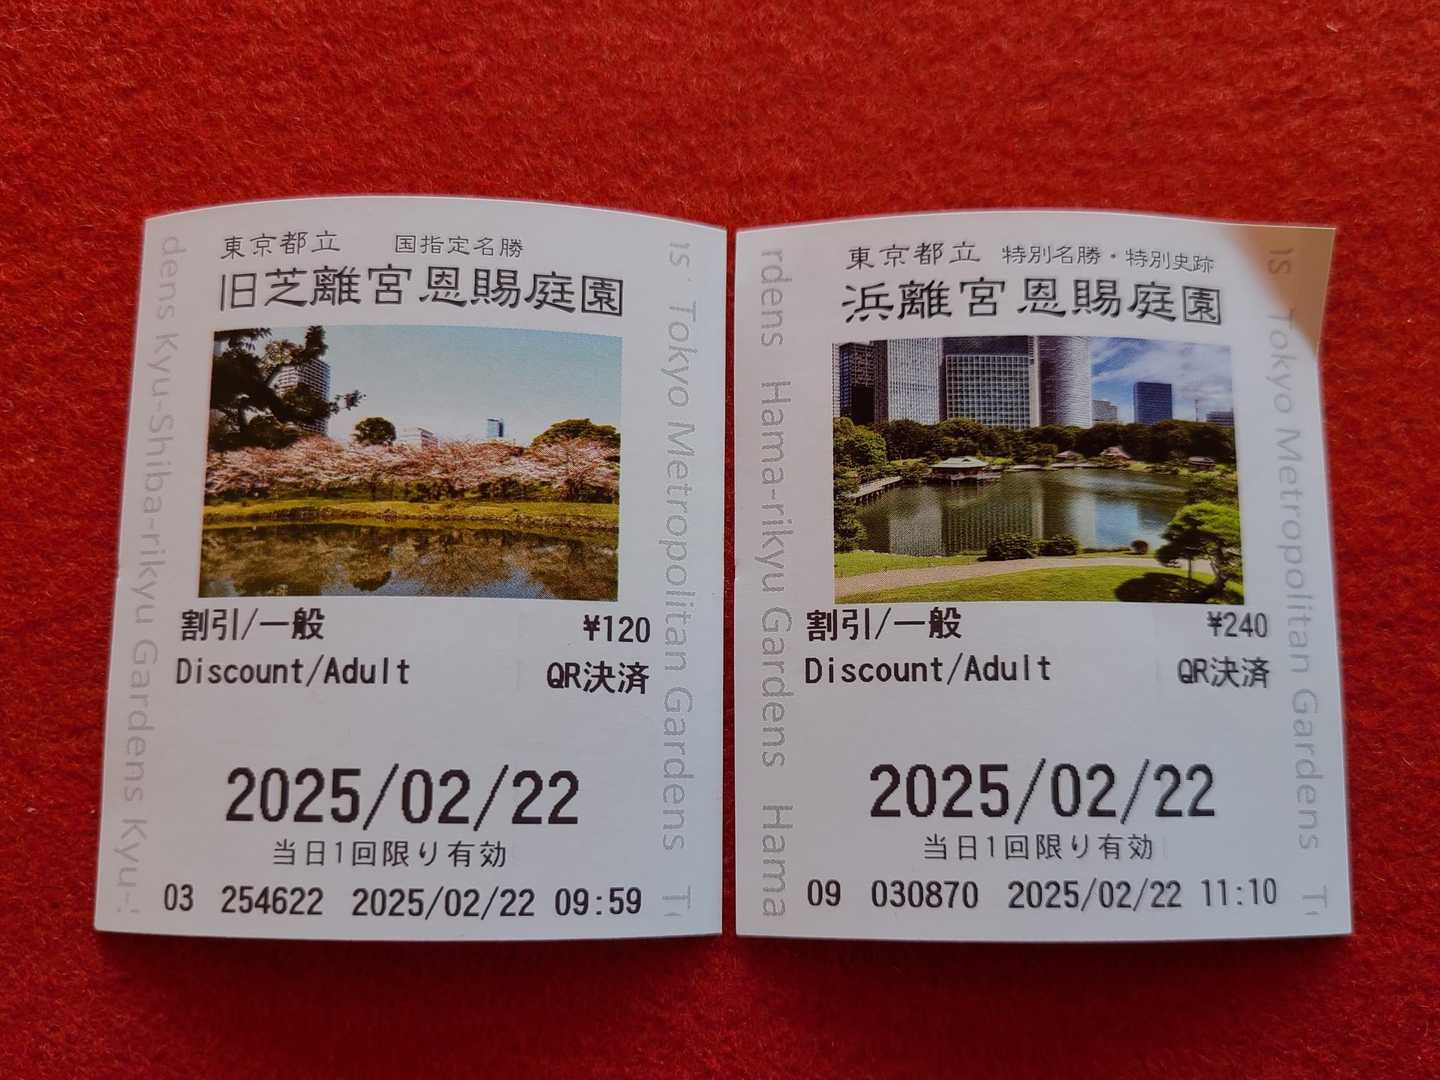 東京都立 国指定名勝
旧芝離宮恩賜庭園
割引/一般 ¥120
Discount/Adult QR決済
2025/02/22
当日1回限り有効
03 254622 2025/02/22 09:59
dens Kyu-Shiba-rikyu Gardens Kyu-
Tokyo Metropolitan Gardens
東京都立 特別名勝・特別史跡
浜離宮恩賜庭園
割引/一般 ¥240
Discount/Adult QR決済
2025/02/22
当日1回限り有効
09 030870 2025/02/22 11:10
rdens Hama-rikyu Gardens Hama
Tokyo Metropolitan Gardens